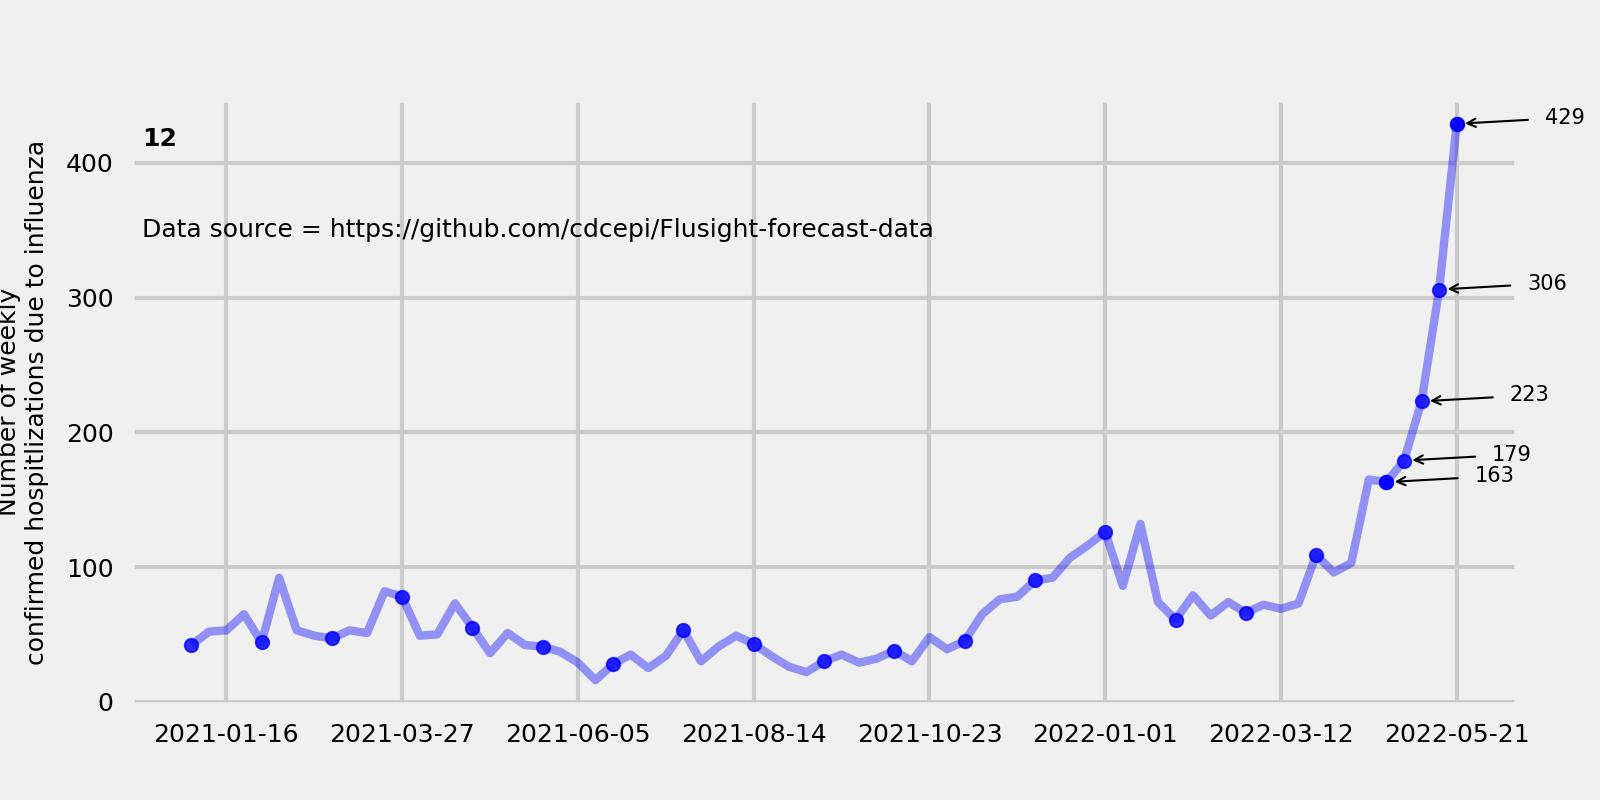 12
Data source = https://github.com/cdcepi/Flusight-forecast-data
Number of weekly
confirmed hospitlizations due to influenza
400
300
200
100
0
429
306
223
179
163
2021-01-16 2021-03-27 2021-06-05 2021-08-14 2021-10-23 2022-01-01 2022-03-12 2022-05-21